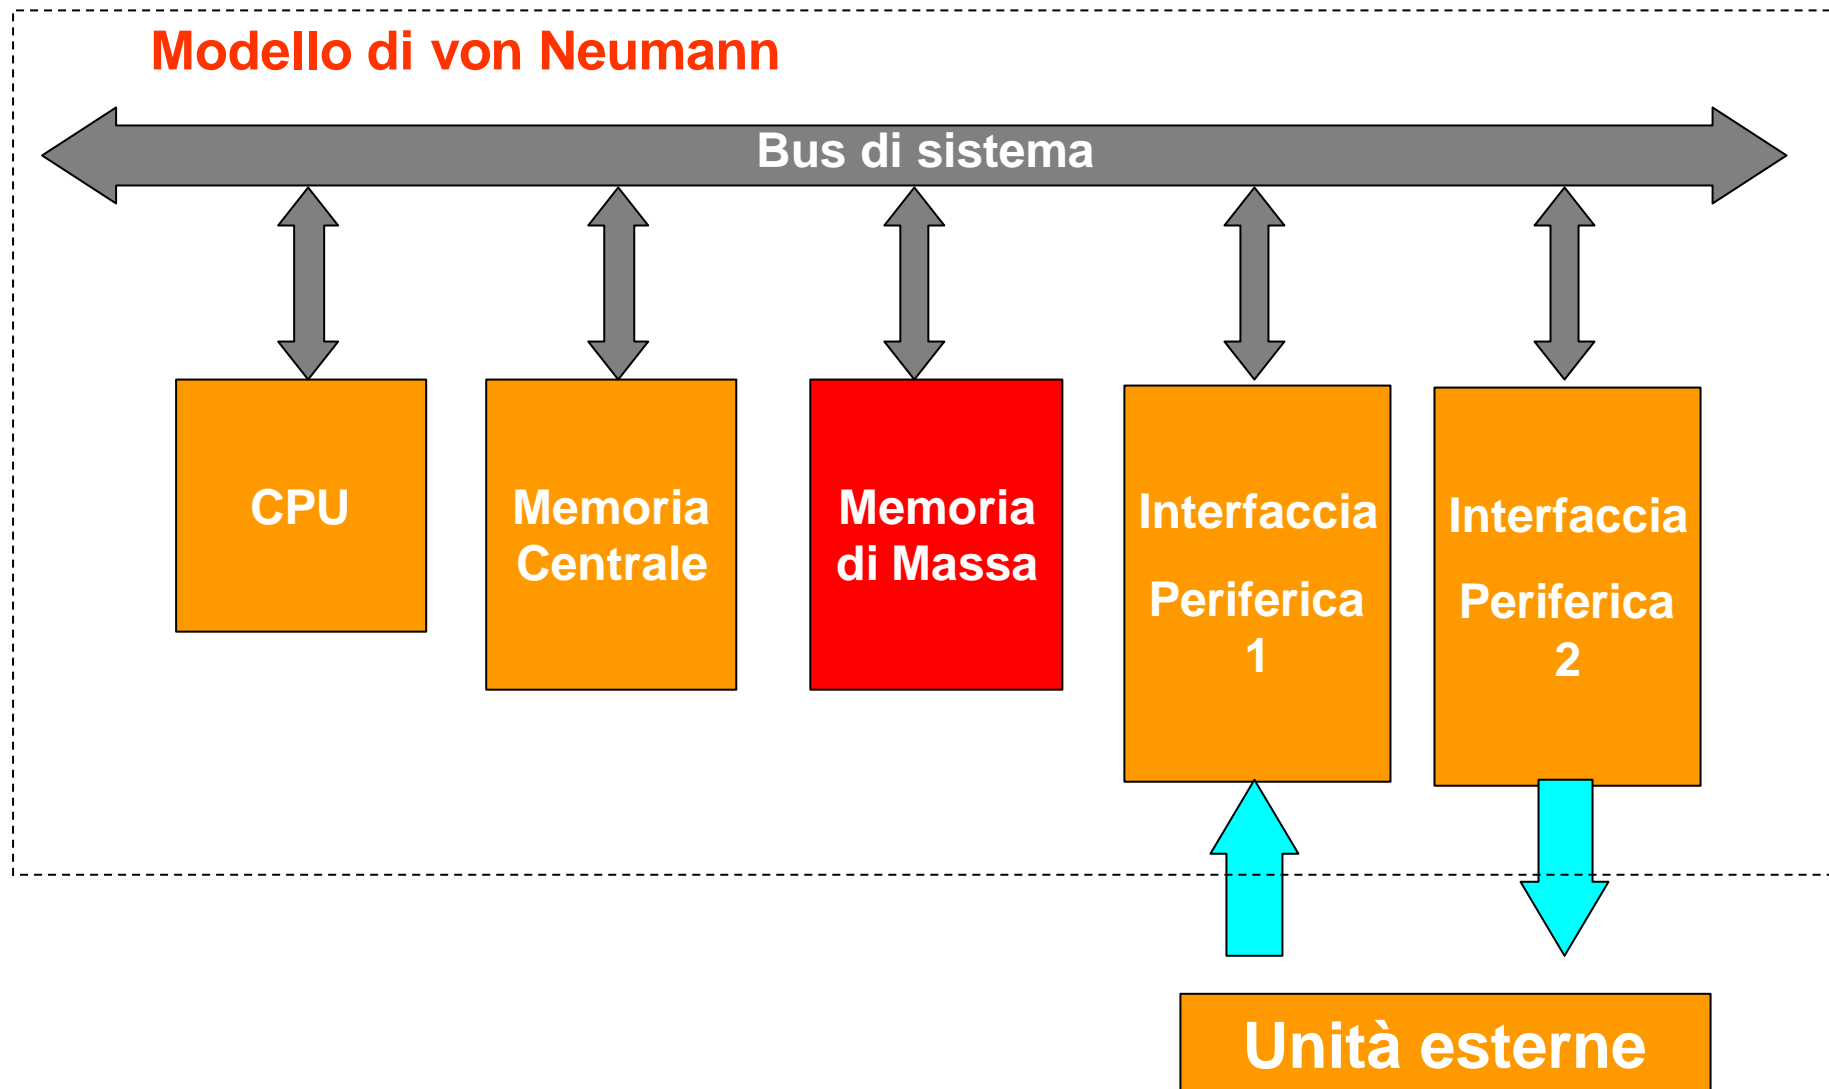 Modello di von Neumann
Bus di sistema
CPU
Memoria
Centrale
Memoria
di Massa
Interfaccia
Periferica
1
Interfaccia
Periferica
2
Unità esterne